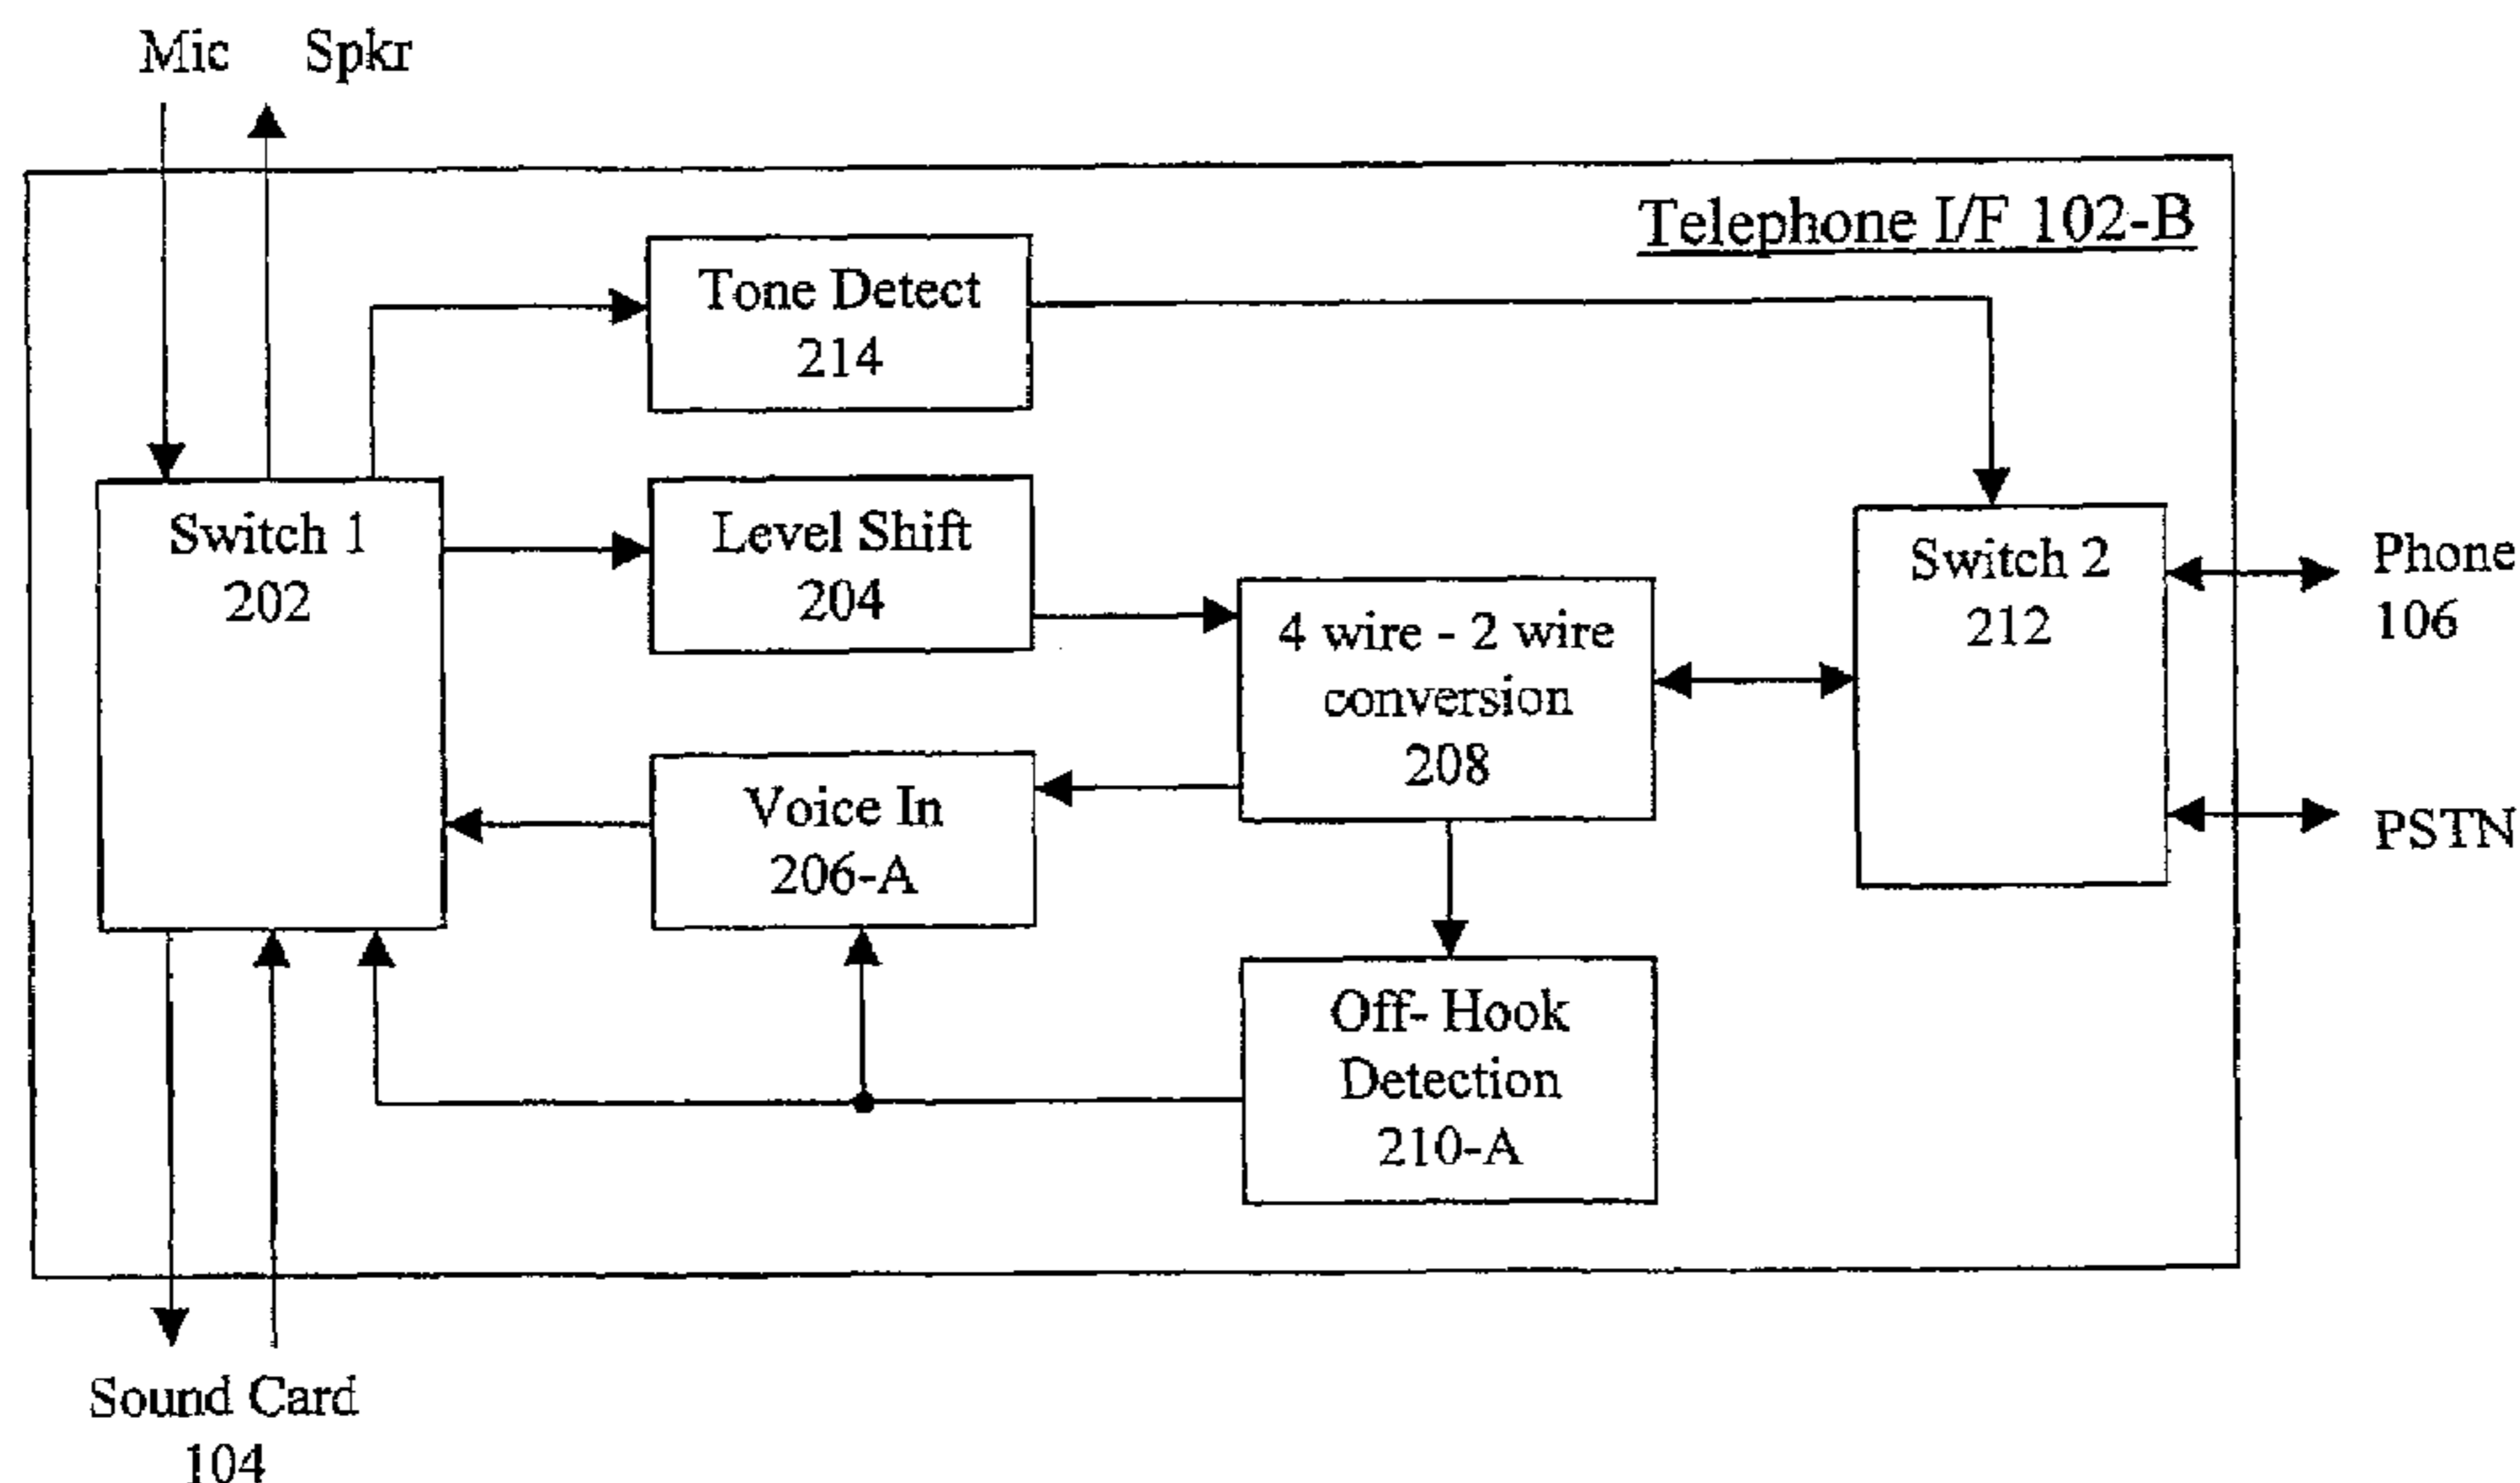 Mic
Spkr
Telephone I/F 102-B
Tone Detect
214
Switch 1
202
Level Shift
204
4 wire - 2 wire
conversion
208
Switch 2
212
Phone
106
PSTN
Voice In
206-A
Off- Hook
Detection
210-A
Sound Card
104